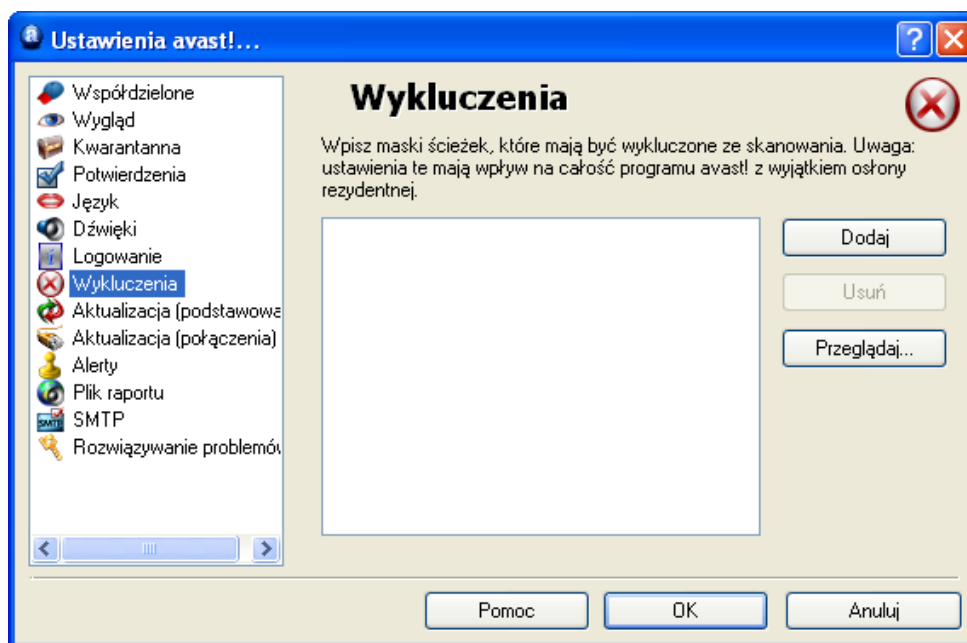 Ustawienia avast!...
Współdzielone
Wygląd
Kwarantanna
Potwierdzenia
Język
Dźwięki
Logowanie
Wykluczenia
Aktualizacja (podstawowa
Aktualizacja (połączenia)
Alerty
Plik raportu
SMTP
Rozwiązywanie problemów
Wykluczenia
Wpisz maski ścieżek, które mają być wykluczone ze skanowania. Uwaga:
ustawienia te mają wpływ na całość programu avast! z wyjątkiem osłony
rezydentnej.
Dodaj
Usuń
Przeglądaj...
Pomoc
OK
Anuluj